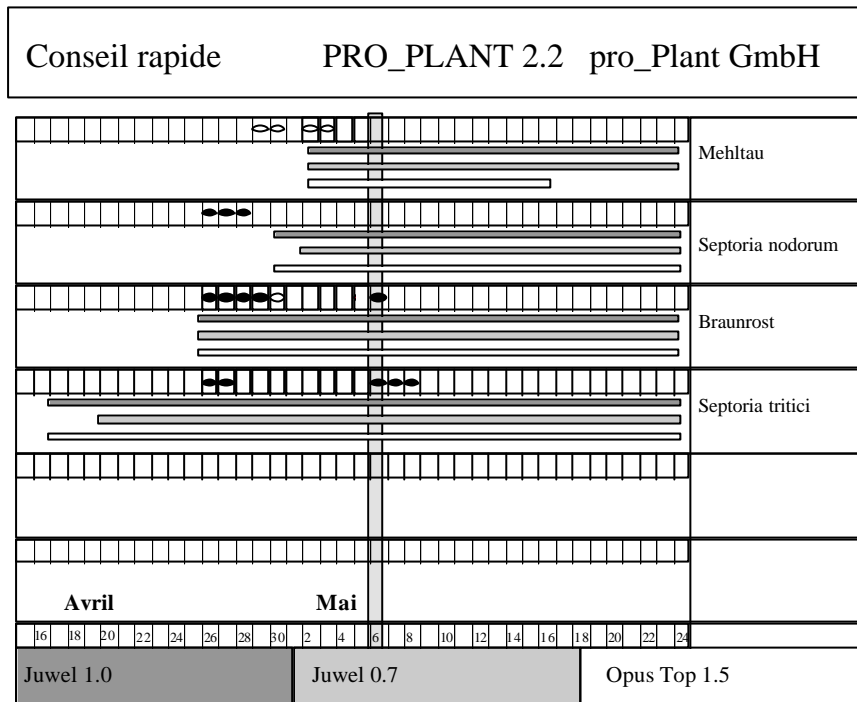 Conseil rapide PRO_PLANT 2.2 pro_Plant GmbH
Mehltau
Septoria nodorum
Braunrost
Septoria tritici
Avril Mai
16 18 20 22 24 26 28 30 2 4 6 8 10 12 14 16 18 20 22 24
Juwel 1.0 Juwel 0.7 Opus Top 1.5